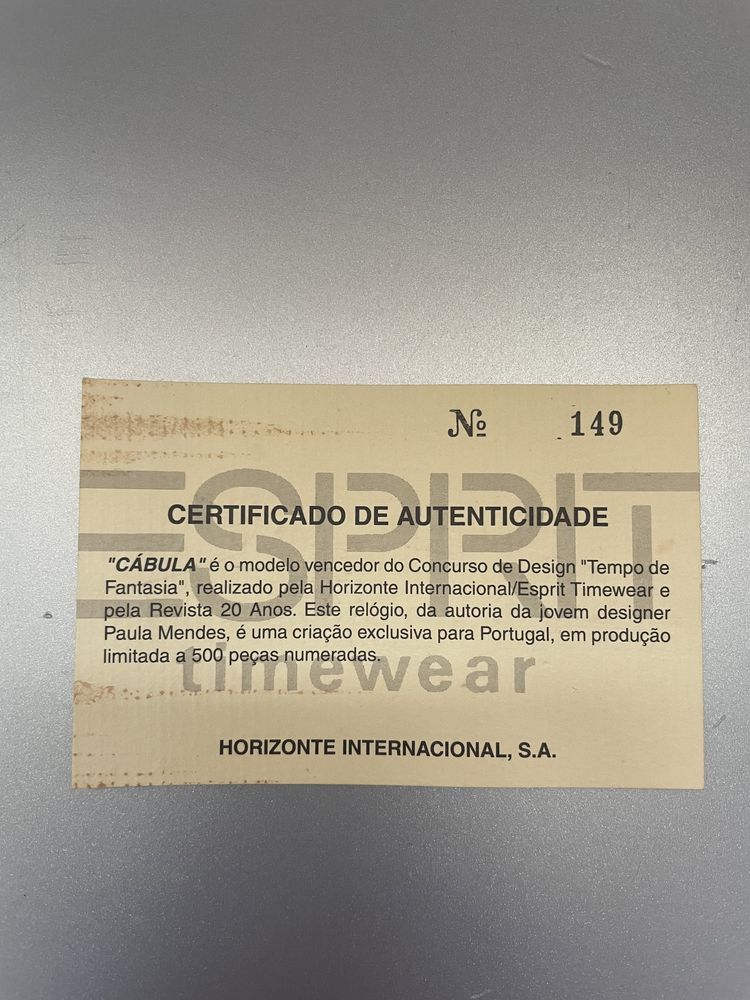 Nº 149
ESPRIT
CERTIFICADO DE AUTENTICIDADE
"CÁBULA" é o modelo vencedor do Concurso de Design "Tempo de
Fantasia", realizado pela Horizonte Internacional/Esprit Timewear e
pela Revista 20 Anos. Este relógio, da autoria da jovem designer
Paula Mendes, é uma criação exclusiva para Portugal, em produção
limitada a 500 peças numeradas.
timewear
HORIZONTE INTERNACIONAL, S.A.